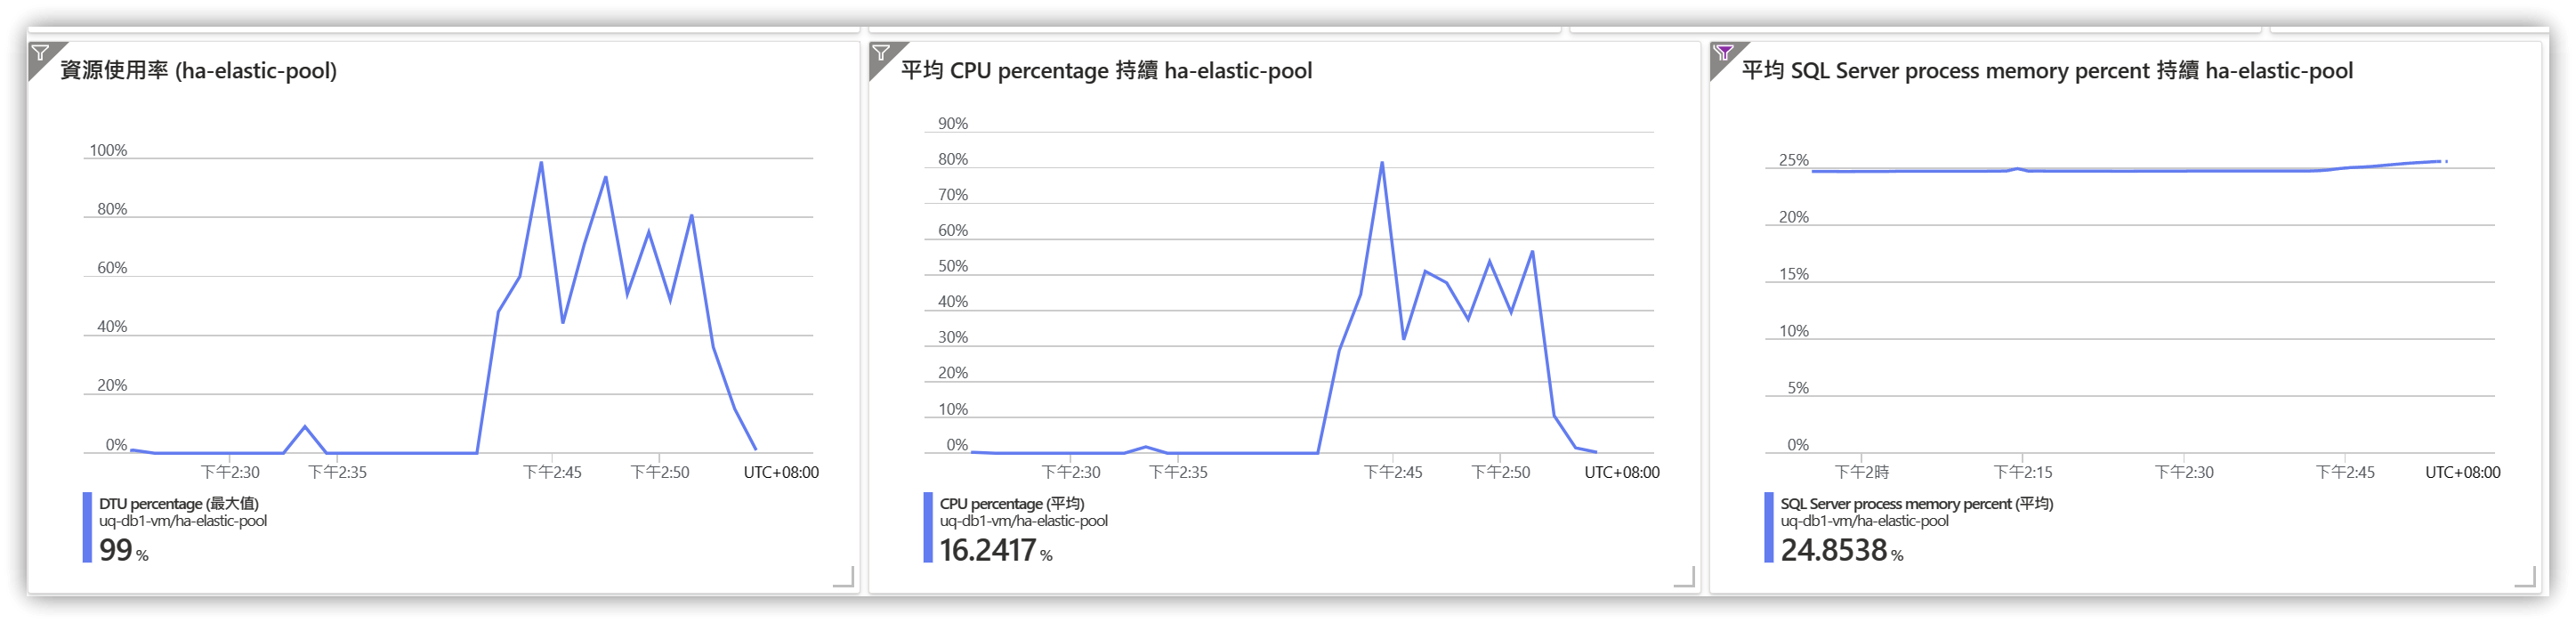 資源使用率 (ha-elastic-pool)
100%
80%
60%
40%
20%
0%
下午2:30
下午2:35
下午2:45
下午2:50
UTC+08:00
DTU percentage (最大值)
uq-db1-vm/ha-elastic-pool
99 %
平均 CPU percentage 持續 ha-elastic-pool
90%
80%
70%
60%
50%
40%
30%
20%
10%
0%
下午2:30
下午2:35
下午2:45
下午2:50
UTC+08:00
CPU percentage (平均)
uq-db1-vm/ha-elastic-pool
16.2417 %
平均 SQL Server process memory percent 持續 ha-elastic-pool
25%
20%
15%
10%
5%
0%
下午2時
下午2:15
下午2:30
下午2:45
UTC+08:00
SQL Server process memory percent (平均)
uq-db1-vm/ha-elastic-pool
24.8538 %